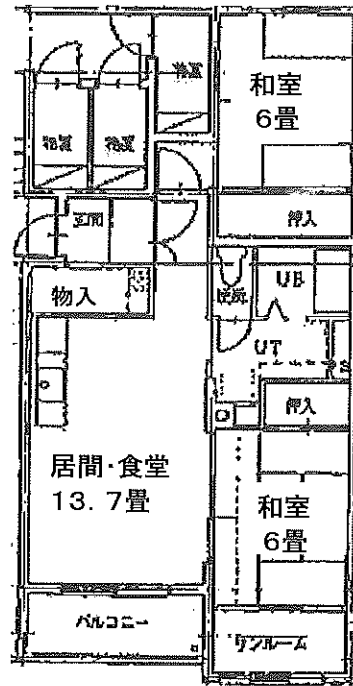 和室
6畳
物置
物置
物置
押入
玄関
物入
便所
UB
UT
押入
居間・食堂
13.7畳
和室
6畳
バルコニー
サンルーム